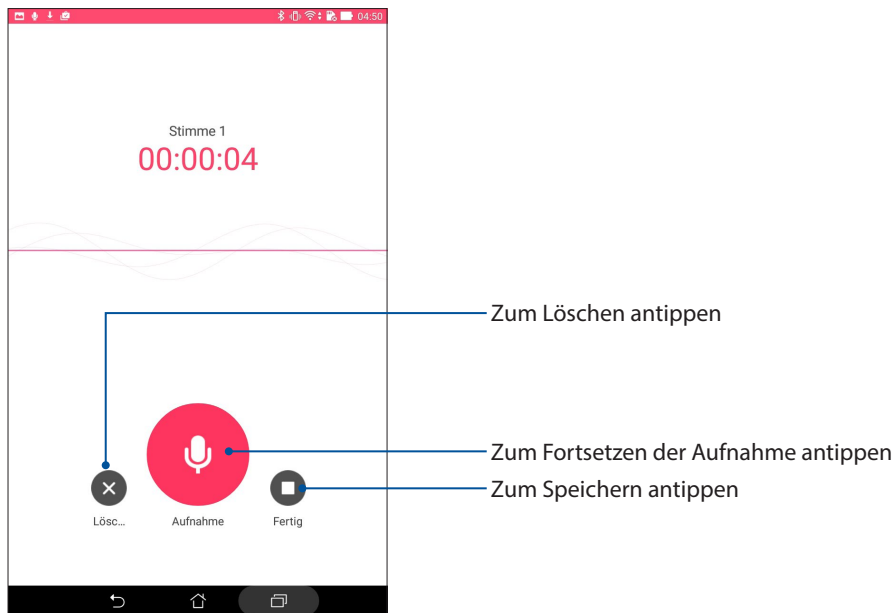 04:50
Stimme 1
00:00:04
Zum Löschen antippen
Zum Fortsetzen der Aufnahme antippen
Zum Speichern antippen
Lösc...
Aufnahme
Fertig